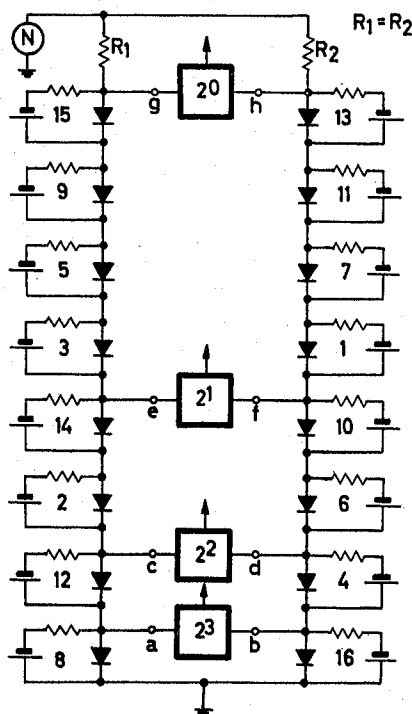 N R₁ R₂ R₁=R₂
15 g 2⁰ h 13
9 11
5 7
3 1
14 e 2¹ f 10
2 6
12 c 2² d 4
8 a 2³ b 16